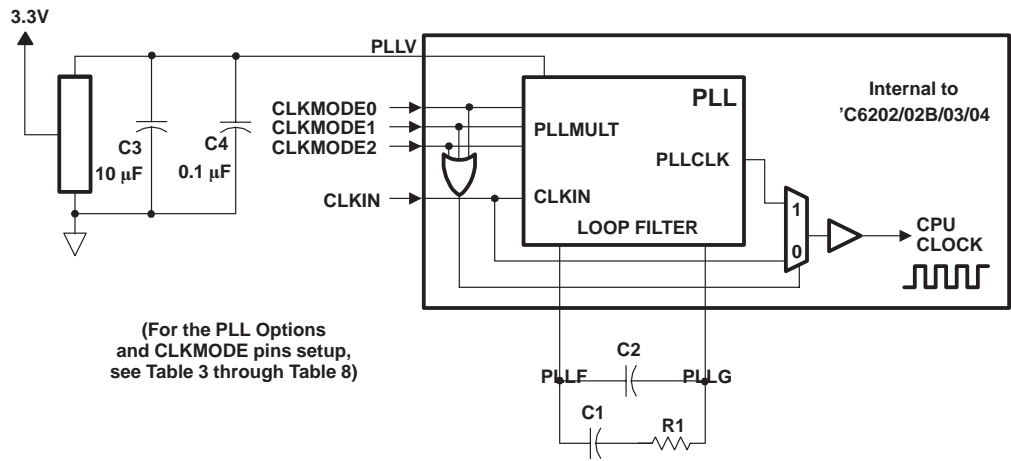 3.3V
PLLV
PLL
Internal to
'C6202/02B/03/04
CLKMODE0
CLKMODE1
CLKMODE2
PLLMULT
C3
10 μF
C4
0.1 μF
PLLCLK
CLKIN
CLKIN
LOOP FILTER
1
0
CPU
CLOCK
(For the PLL Options
and CLKMODE pins setup,
see Table 3 through Table 8)
C2
PLLF
PLLG
C1
R1